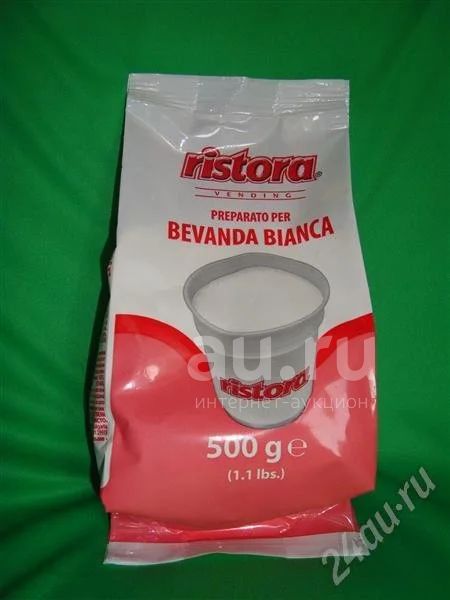 ristora®
VENDING
PREPARATO PER
BEVANDA BIANCA
au.ru
ristora
интернет-аукцион
500 g e
(1.1 lbs.)
24au.ru